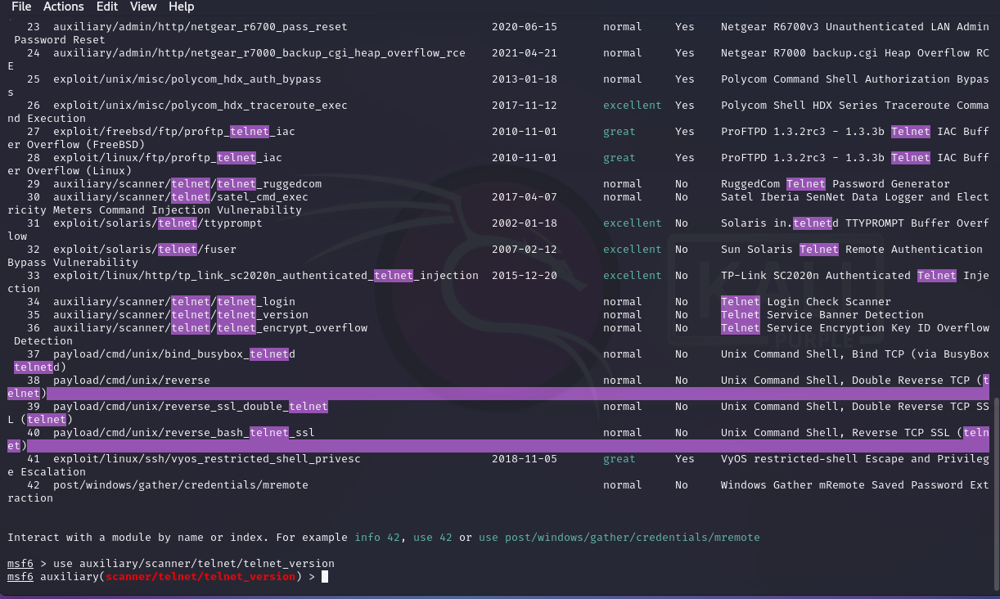 File Actions Edit View Help
23 auxiliary/admin/http/netgear_r6700_pass_reset 2020-06-15 normal Yes Netgear R6700v3 Unauthenticated LAN Admin
Password Reset
24 auxiliary/admin/http/netgear_r7000_backup_cgi_heap_overflow_rce 2021-04-21 normal Yes Netgear R7000 backup.cgi Heap Overflow RC
E
25 exploit/unix/misc/polycom_hdx_auth_bypass 2013-01-18 normal Yes Polycom Command Shell Authorization Bypas
s
26 exploit/unix/misc/polycom_hdx_traceroute_exec 2017-11-12 excellent Yes Polycom Shell HDX Series Traceroute Comma
nd Execution
27 exploit/freebsd/ftp/proftp_telnet_iac 2010-11-01 great Yes ProFTPD 1.3.2rc3 - 1.3.3b Telnet IAC Buff
er Overflow (FreeBSD)
28 exploit/linux/ftp/proftp_telnet_iac 2010-11-01 great Yes ProFTPD 1.3.2rc3 - 1.3.3b Telnet IAC Buff
er Overflow (Linux)
29 auxiliary/scanner/telnet/telnet_ruggedcom normal No RuggedCom Telnet Password Generator
30 auxiliary/scanner/telnet/satel_cmd_exec 2017-04-07 normal No Satel Iberia SenNet Data Logger and Elect
ricity Meters Command Injection Vulnerability
31 exploit/solaris/telnet/ttyprompt 2002-01-18 excellent No Solaris in.telnetd TTYPROMPT Buffer Overf
low
32 exploit/solaris/telnet/fuser 2007-02-12 excellent No Sun Solaris Telnet Remote Authentication
Bypass Vulnerability
33 exploit/linux/http/tp_link_sc2020n_authenticated_telnet_injection 2015-12-20 excellent No TP-Link SC2020n Authenticated Telnet Inje
ction
34 auxiliary/scanner/telnet/telnet_login normal No Telnet Login Check Scanner
35 auxiliary/scanner/telnet/telnet_version normal No Telnet Service Banner Detection
36 auxiliary/scanner/telnet/telnet_encrypt_overflow normal No Telnet Service Encryption Key ID Overflow
Detection
37 payload/cmd/unix/bind_busybox_telnetd normal No Unix Command Shell, Bind TCP (via BusyBox
telnetd)
38 payload/cmd/unix/reverse normal No Unix Command Shell, Double Reverse TCP (t
elnet)
39 payload/cmd/unix/reverse_ssl_double_telnet normal No Unix Command Shell, Double Reverse TCP SS
L (telnet)
40 payload/cmd/unix/reverse_bash_telnet_ssl normal No Unix Command Shell, Reverse TCP SSL (teln
et)
41 exploit/linux/ssh/vyos_restricted_shell_privesc 2018-11-05 great Yes VyOS restricted-shell Escape and Privileg
e Escalation
42 post/windows/gather/credentials/mremote normal No Windows Gather mRemote Saved Password Ext
raction
Interact with a module by name or index. For example info 42, use 42 or use post/windows/gather/credentials/mremote
msf6 > use auxiliary/scanner/telnet/telnet_version
msf6 auxiliary(scanner/telnet/telnet_version) >
KALI
PURPLE